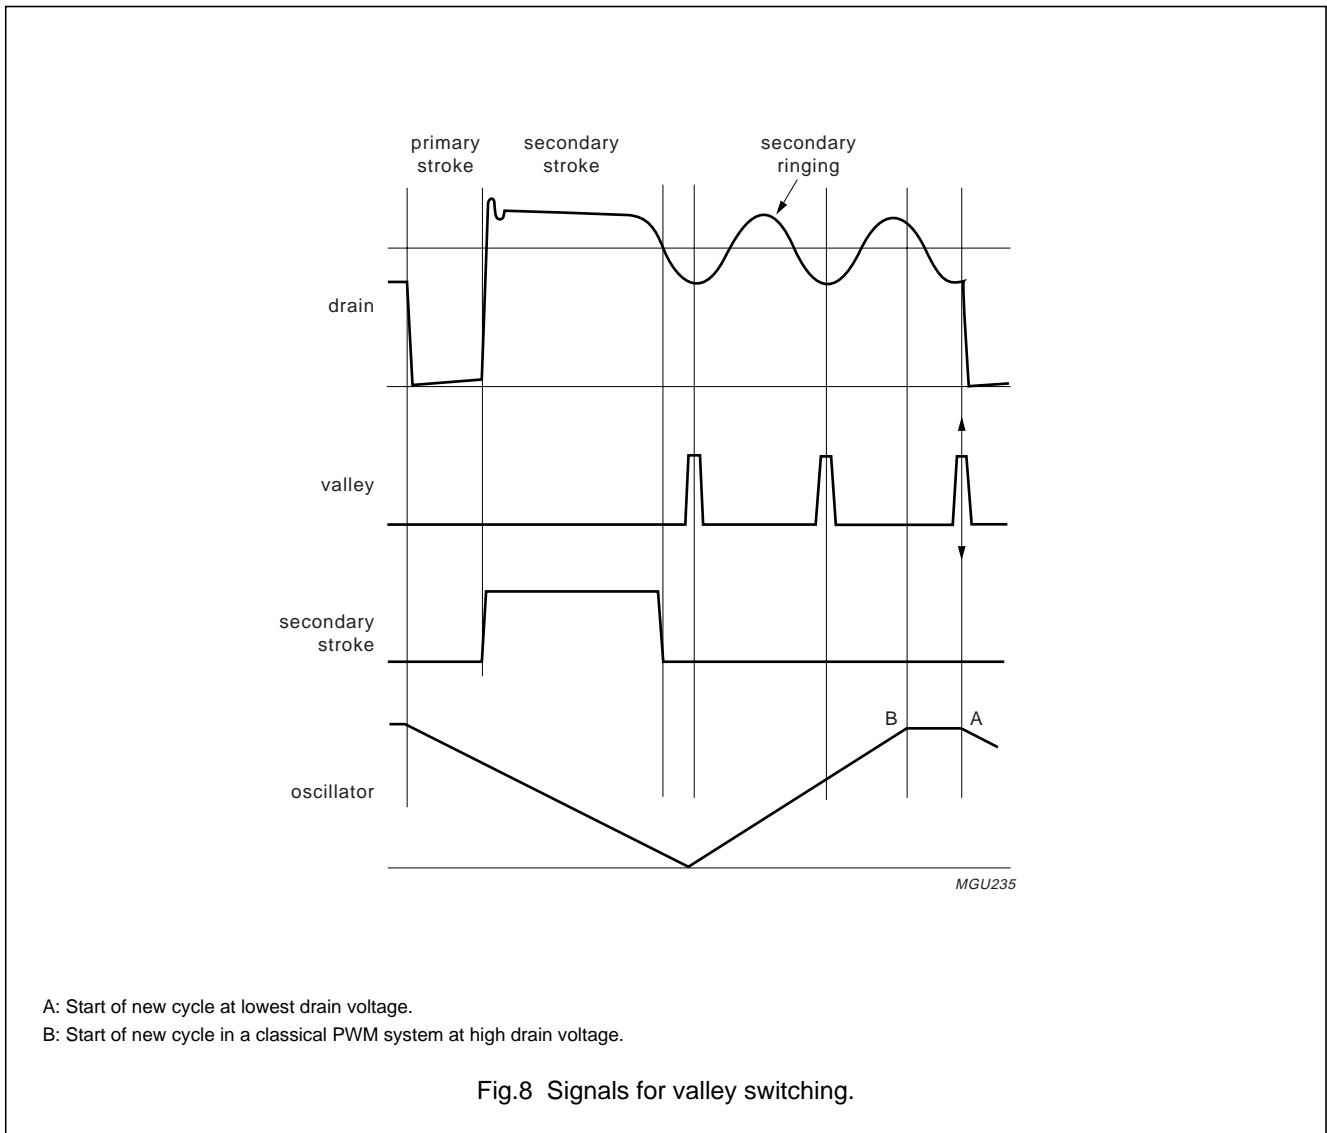 primary
stroke
secondary
stroke
secondary
ringing
drain
valley
secondary
stroke
B
A
oscillator
MGU235
A: Start of new cycle at lowest drain voltage.
B: Start of new cycle in a classical PWM system at high drain voltage.
Fig.8 Signals for valley switching.